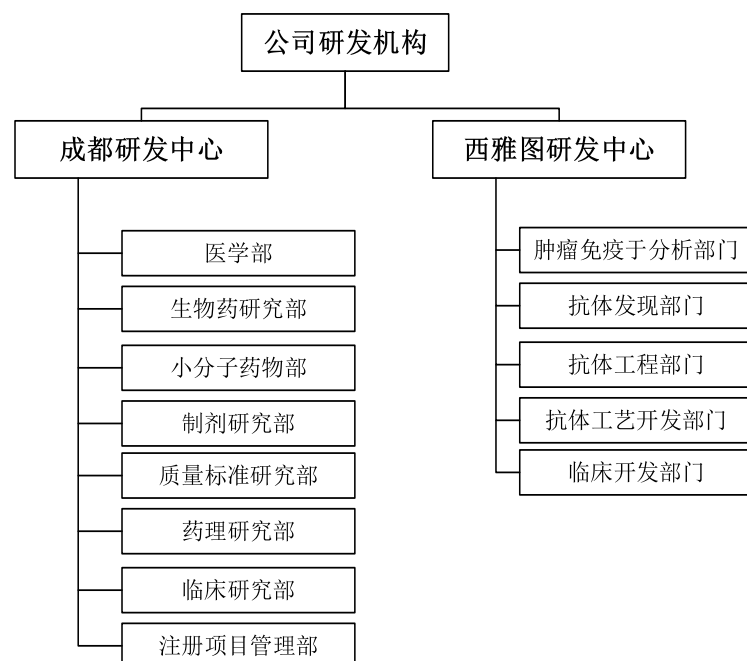 公司研发机构
成都研发中心
西雅图研发中心
医学部
生物药研究部
小分子药物部
制剂研究部
质量标准研究部
药理研究部
临床研究部
注册项目管理部
肿瘤免疫于分析部门
抗体发现部门
抗体工程部门
抗体工艺开发部门
临床开发部门